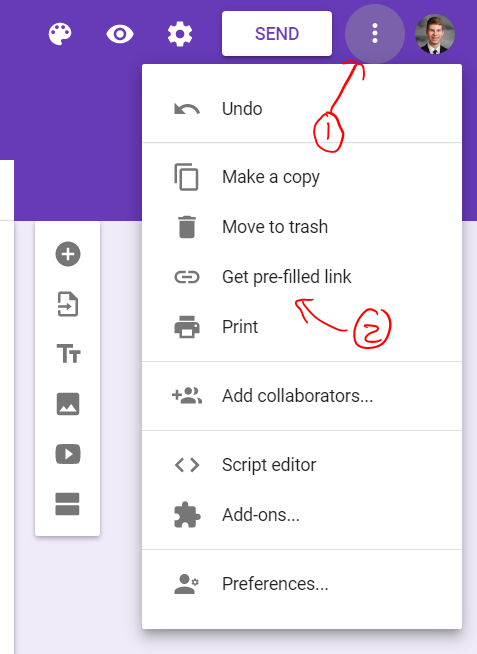 SEND
Undo
1
Make a copy
Move to trash
Get pre-filled link
Print
2
Add collaborators...
Script editor
Add-ons...
Preferences...